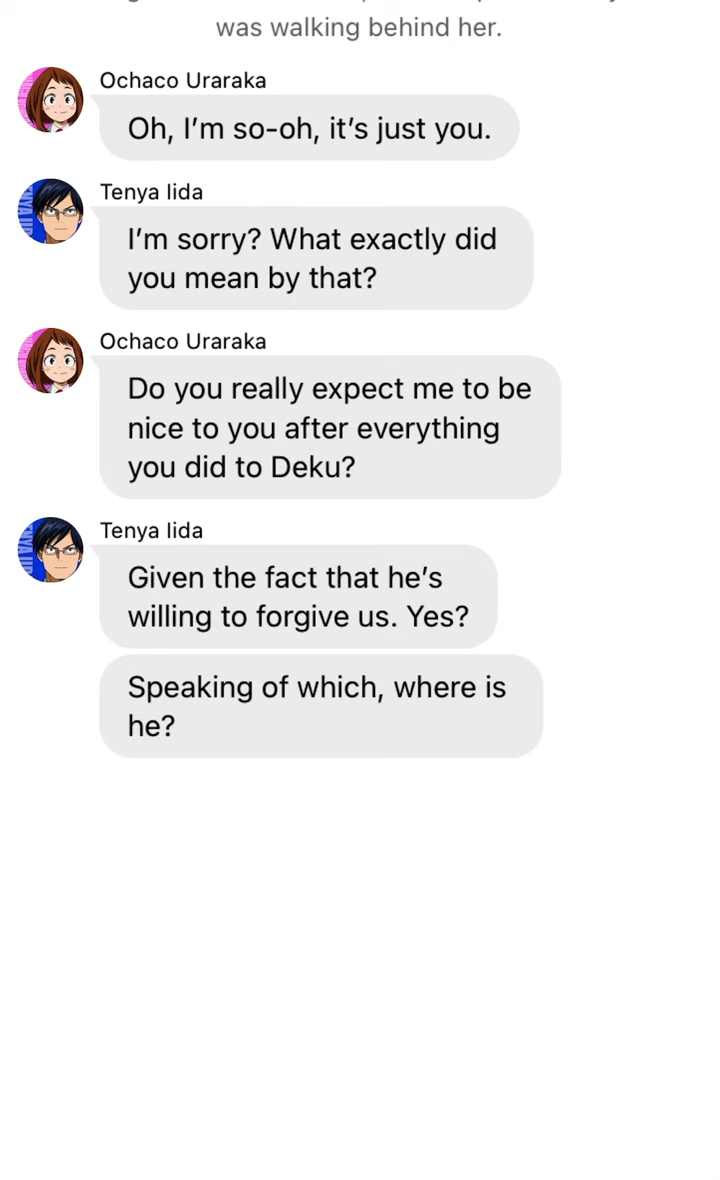 was walking behind her.
Ochaco Uraraka
Oh, I’m so-oh, it’s just you.
Tenya Iida
I’m sorry? What exactly did
you mean by that?
Ochaco Uraraka
Do you really expect me to be
nice to you after everything
you did to Deku?
Tenya Iida
Given the fact that he’s
willing to forgive us. Yes?
Speaking of which, where is
he?